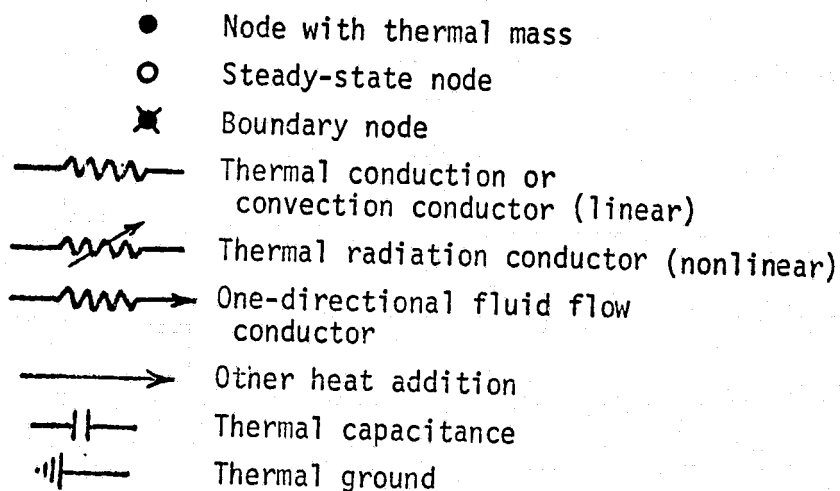 Node with thermal mass
Steady-state node
Boundary node
Thermal conduction or
convection conductor (linear)
Thermal radiation conductor (nonlinear)
One-directional fluid flow
conductor
Other heat addition
Thermal capacitance
Thermal ground